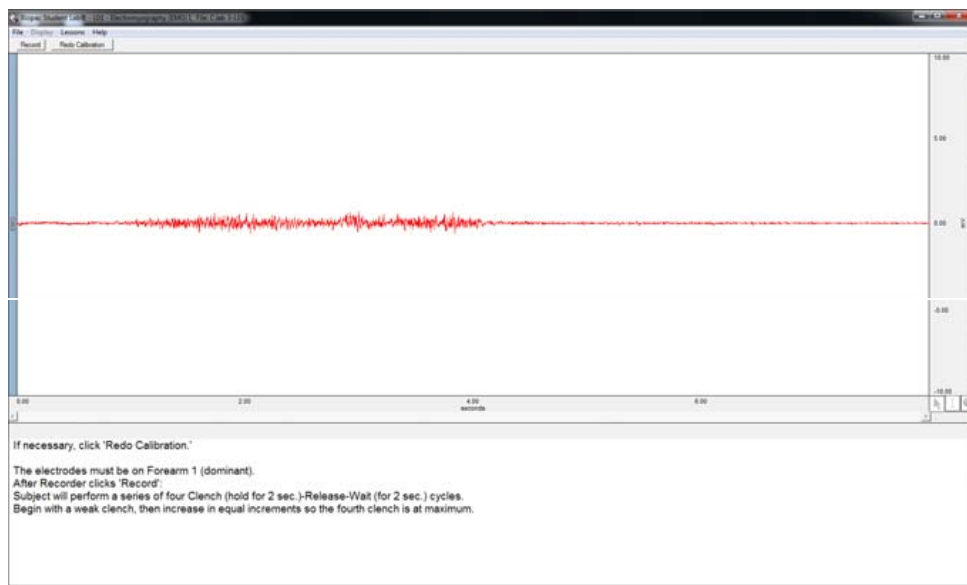 Biopac Student Lab
File Display Lessons Help
Record Redo Calibration
10.00
5.00
0.00
mV
-5.00
-10.00
0.00 2.00 4.00 6.00
seconds
If necessary, click 'Redo Calibration.'
The electrodes must be on Forearm 1 (dominant).
After Recorder clicks 'Record':
Subject will perform a series of four Clench (hold for 2 sec.)-Release-Wait (for 2 sec.) cycles.
Begin with a weak clench, then increase in equal increments so the fourth clench is at maximum.